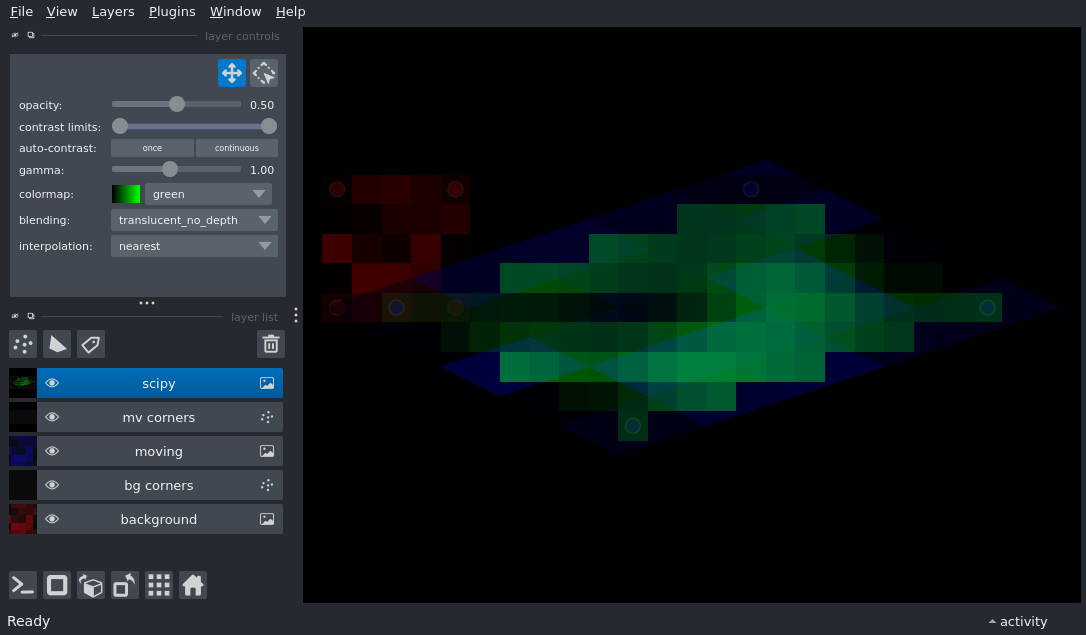 File View Layers Plugins Window Help
layer controls
opacity: 0.50
contrast limits:
auto-contrast: once continuous
gamma: 1.00
colormap: green
blending: translucent_no_depth
interpolation: nearest
layer list
scipy
mv corners
moving
bg corners
background
Ready
activity